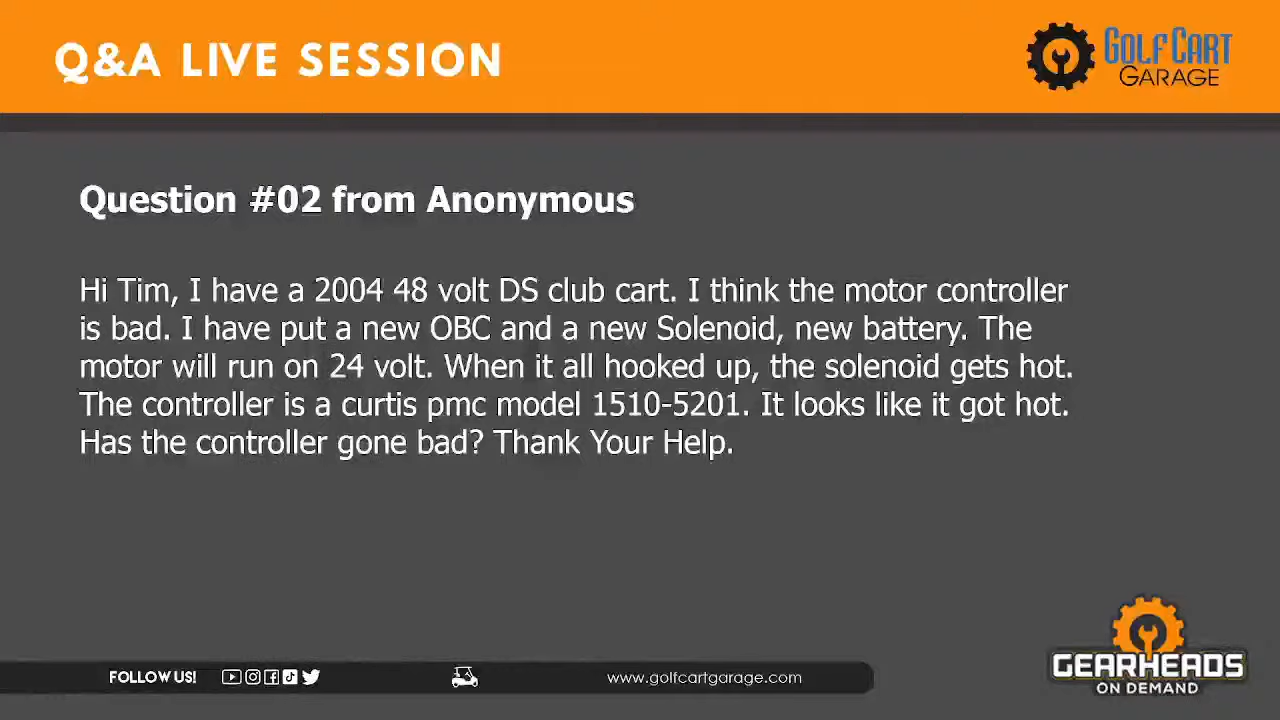 Q&A LIVE SESSION
GOLF CART
GARAGE
Question #02 from Anonymous
Hi Tim, I have a 2004 48 volt DS club cart. I think the motor controller
is bad. I have put a new OBC and a new Solenoid, new battery. The
motor will run on 24 volt. When it all hooked up, the solenoid gets hot.
The controller is a curtis pmc model 1510-5201. It looks like it got hot.
Has the controller gone bad? Thank Your Help.
GEARHEADS
ON DEMAND
FOLLOW US!
www.golfcartgarage.com